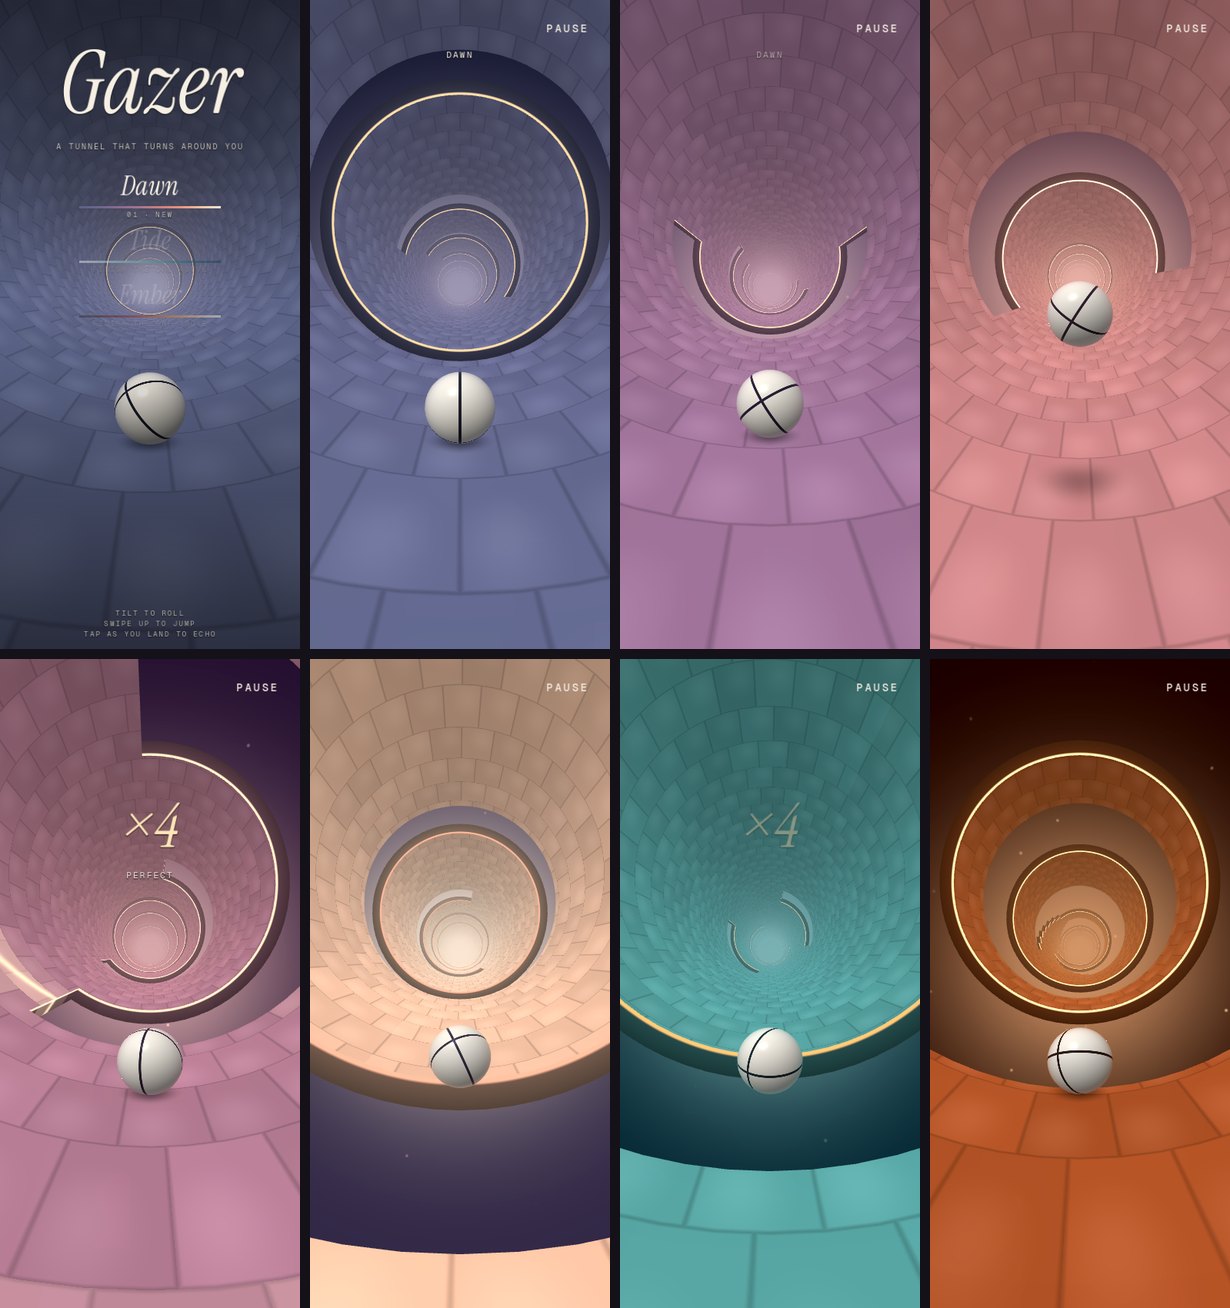 Gazer
A TUNNEL THAT TURNS AROUND YOU
Dawn
01 · NEW
Tide
Ember
TILT TO ROLL
SWIPE UP TO JUMP
TAP AS YOU LAND TO ECHO
PAUSE
DAWN
PAUSE
DAWN
PAUSE
PAUSE
×4
PERFECT
PAUSE
PAUSE
×4
PAUSE